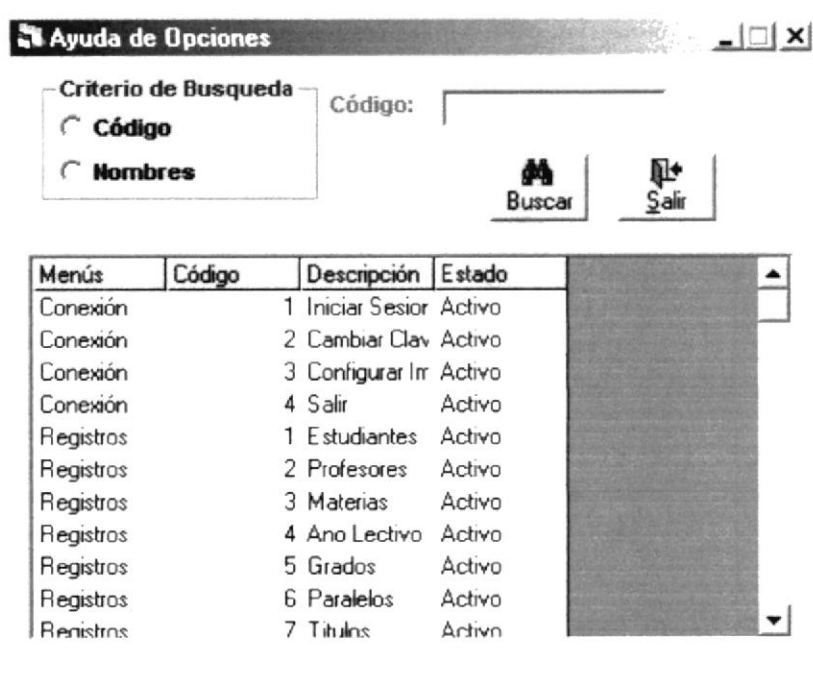 Ayuda de Opciones
Criterio de Busqueda
Código:
Código
Nombres
Buscar
Salir
Menús Código Descripción Estado
Conexión 1 Iniciar Sesior Activo
Conexión 2 Cambiar Clav Activo
Conexión 3 Configurar Im Activo
Conexión 4 Salir Activo
Registros 1 Estudiantes Activo
Registros 2 Profesores Activo
Registros 3 Materias Activo
Registros 4 Ano Lectivo Activo
Registros 5 Grados Activo
Registros 6 Paralelos Activo
Registros 7 Titulos Activo